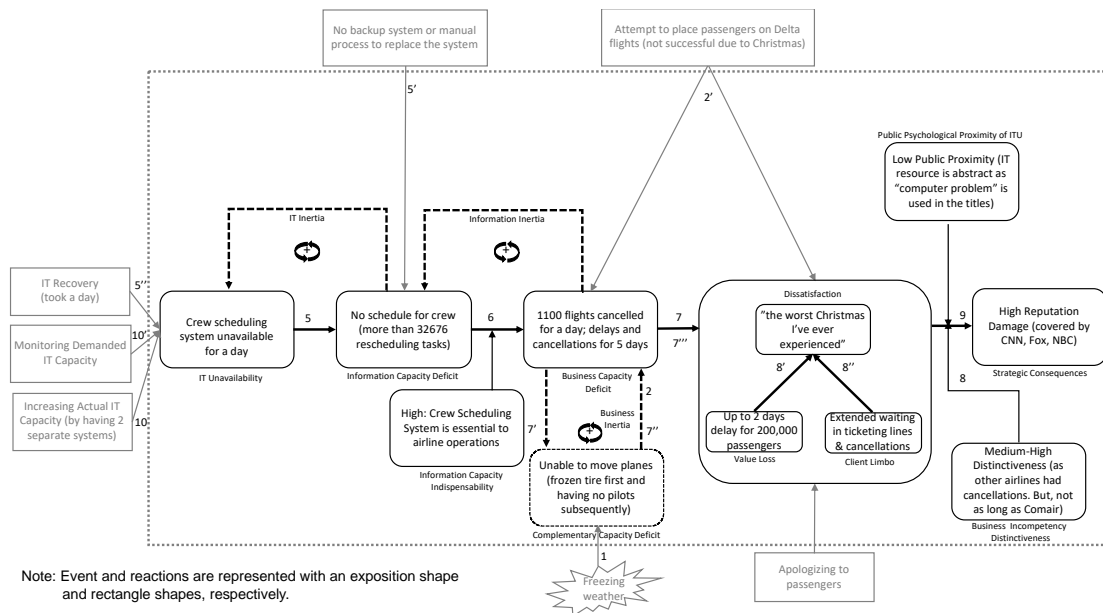 No backup system or manual
process to replace the system
Attempt to place passengers on Delta
flights (not successful due to Christmas)
5’
2’
Public Psychological Proximity of ITU
Low Public Proximity (IT
resource is abstract as
“computer problem” is
used in the titles)
IT Inertia
Information Inertia
+
+
IT Recovery
(took a day)
5’’
Monitoring Demanded
IT Capacity
10’
Increasing Actual IT
Capacity (by having 2
separate systems)
10
Crew scheduling
system unavailable
for a day
IT Unavailability
5
No schedule for crew
(more than 32676
rescheduling tasks)
Information Capacity Deficit
6
1100 flights cancelled
for a day; delays and
cancellations for 5 days
Business Capacity
Deficit
7
7’’’
Dissatisfaction
”the worst Christmas
I’ve ever
experienced”
8’
8’’
Up to 2 days
delay for 200,000
passengers
Value Loss
Extended waiting
in ticketing lines
& cancellations
Client Limbo
9
High Reputation
Damage (covered by
CNN, Fox, NBC)
Strategic Consequences
8
High: Crew Scheduling
System is essential to
airline operations
Information Capacity
Indispensability
7’
+
2
Business
Inertia
7’’
Unable to move planes
(frozen tire first and
having no pilots
subsequently)
Complementary Capacity Deficit
Medium-High
Distinctiveness (as
other airlines had
cancellations. But, not
as long as Comair)
Business Incompetency
Distinctiveness
1
Freezing
weather
Apologizing to
passengers
Note: Event and reactions are represented with an exposition shape
and rectangle shapes, respectively.